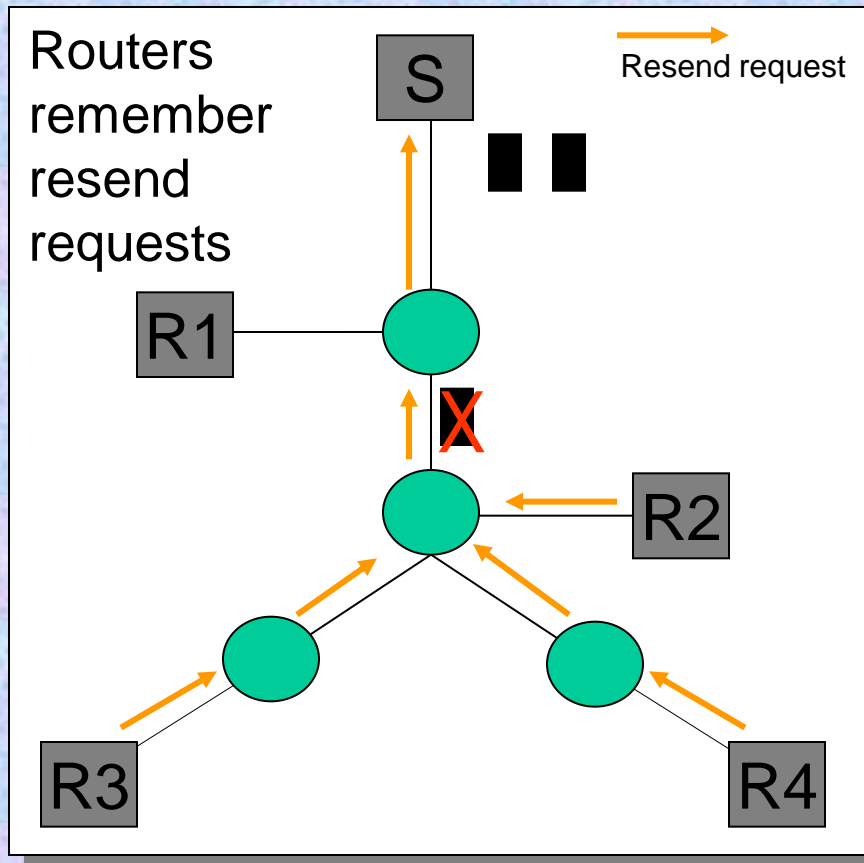 Routers
remember
resend
requests
S
Resend request
R1
X
R2
R3
R4